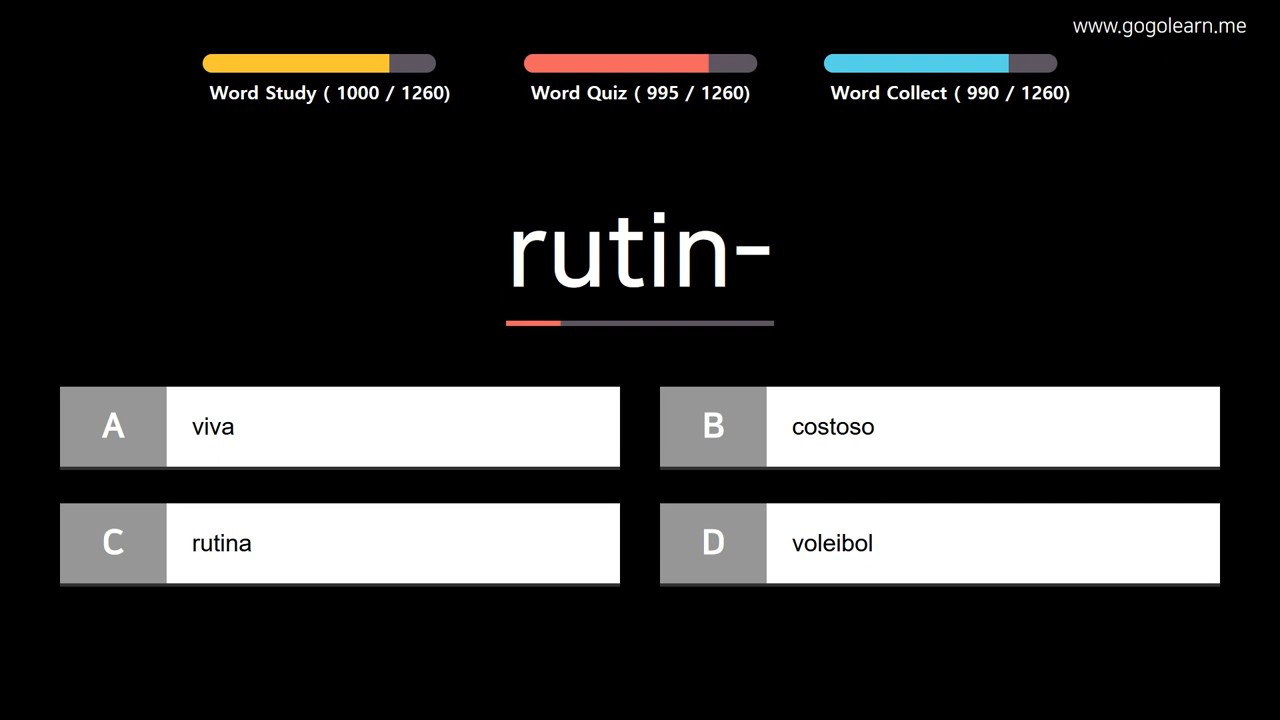 www.gogolearn.me
Word Study ( 1000 / 1260)
Word Quiz ( 995 / 1260)
Word Collect ( 990 / 1260)
rutin-
A viva
B costoso
C rutina
D voleibol